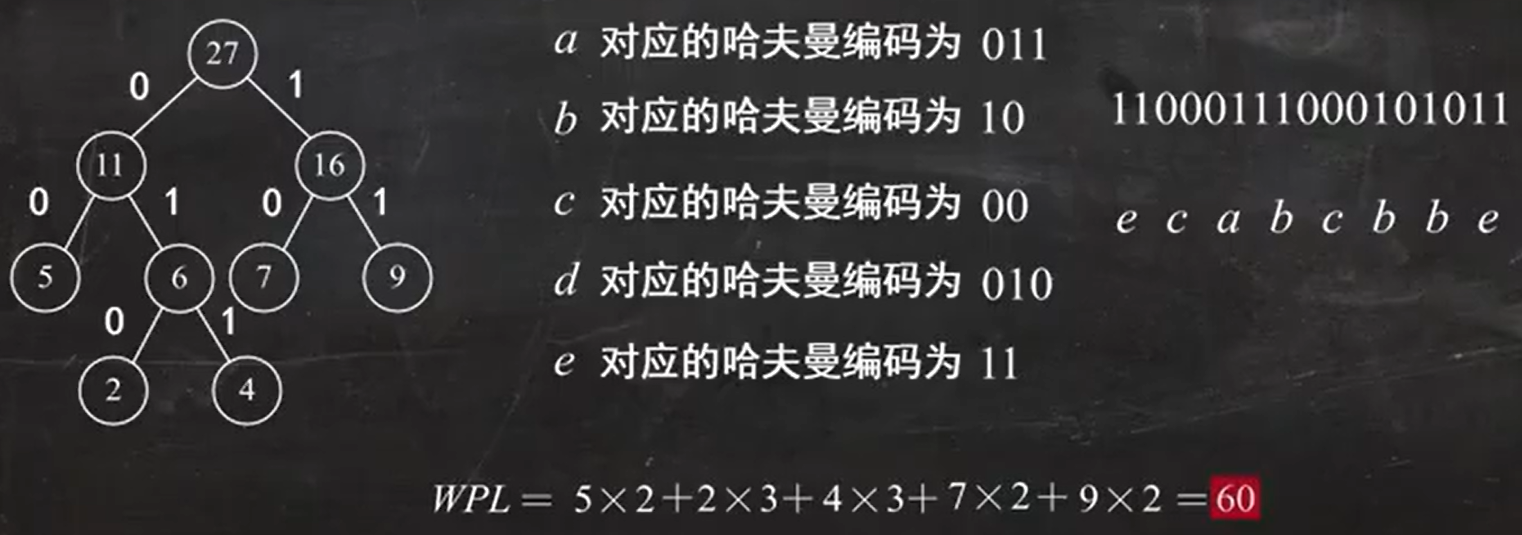 27
0 1
11 16
0 1 0 1
5 6 7 9
0 1
2 4
a 对应的哈夫曼编码为 011
b 对应的哈夫曼编码为 10
c 对应的哈夫曼编码为 00
d 对应的哈夫曼编码为 010
e 对应的哈夫曼编码为 11
11000111000101011
e c a b c b b e
WPL = 5×2+2×3+4×3+7×2+9×2 =60